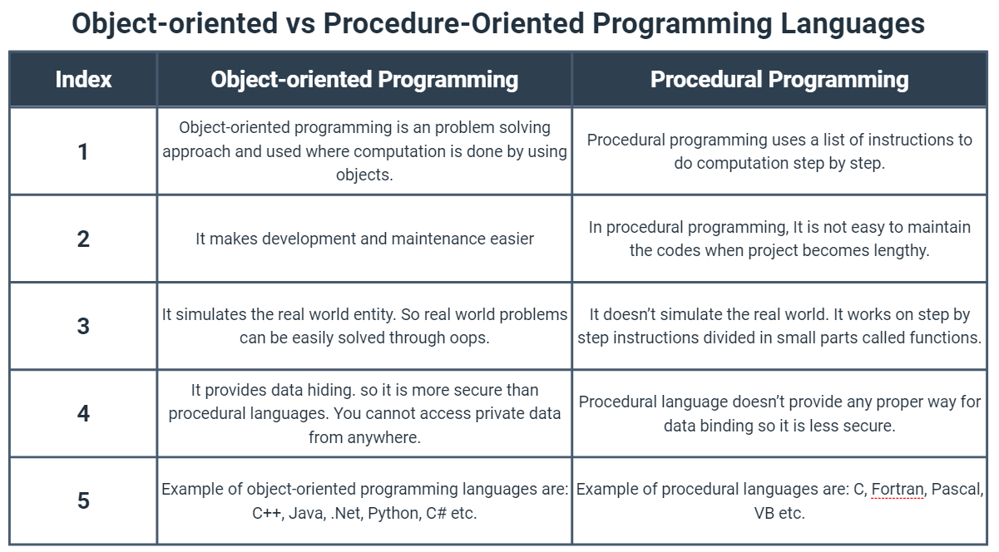 Object-oriented vs Procedure-Oriented Programming Languages
Index
Object-oriented Programming
Procedural Programming
1
Object-oriented programming is an problem solving
approach and used where computation is done by using
objects.
Procedural programming uses a list of instructions to
do computation step by step.
2
It makes development and maintenance easier
In procedural programming, It is not easy to maintain
the codes when project becomes lengthy.
3
It simulates the real world entity. So real world problems
can be easily solved through oops.
It doesn’t simulate the real world. It works on step by
step instructions divided in small parts called functions.
4
It provides data hiding. so it is more secure than
procedural languages. You cannot access private data
from anywhere.
Procedural language doesn’t provide any proper way for
data binding so it is less secure.
5
Example of object-oriented programming languages are:
C++, Java, .Net, Python, C# etc.
Example of procedural languages are: C, Fortran, Pascal,
VB etc.